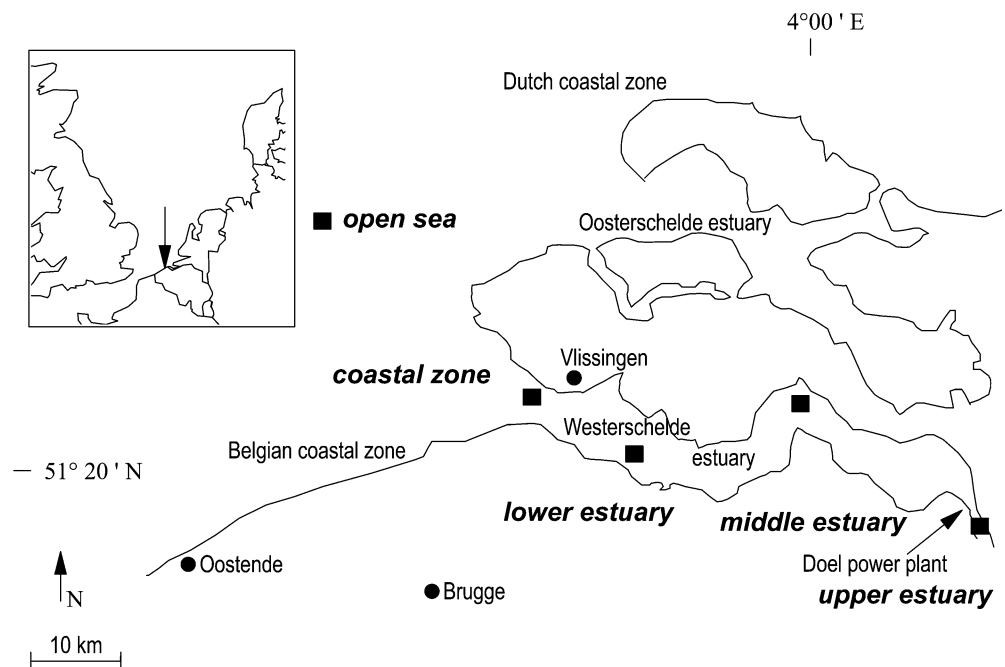 4°00 ' E
Dutch coastal zone
open sea
Oosterschelde estuary
Vlissingen
coastal zone
Westerschelde
estuary
Belgian coastal zone
51° 20 ' N
lower estuary
middle estuary
Doel power plant
upper estuary
Oostende
Brugge
N
10 km